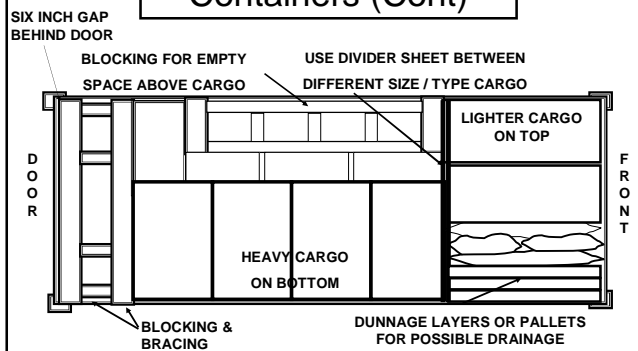 Containers (Cont)
SIX INCH GAP
BEHIND DOOR
BLOCKING FOR EMPTY
SPACE ABOVE CARGO
USE DIVIDER SHEET BETWEEN
DIFFERENT SIZE / TYPE CARGO
LIGHTER CARGO
ON TOP
DOOR
FRONT
HEAVY CARGO
ON BOTTOM
BLOCKING &
BRACING
DUNNAGE LAYERS OR PALLETS
FOR POSSIBLE DRAINAGE